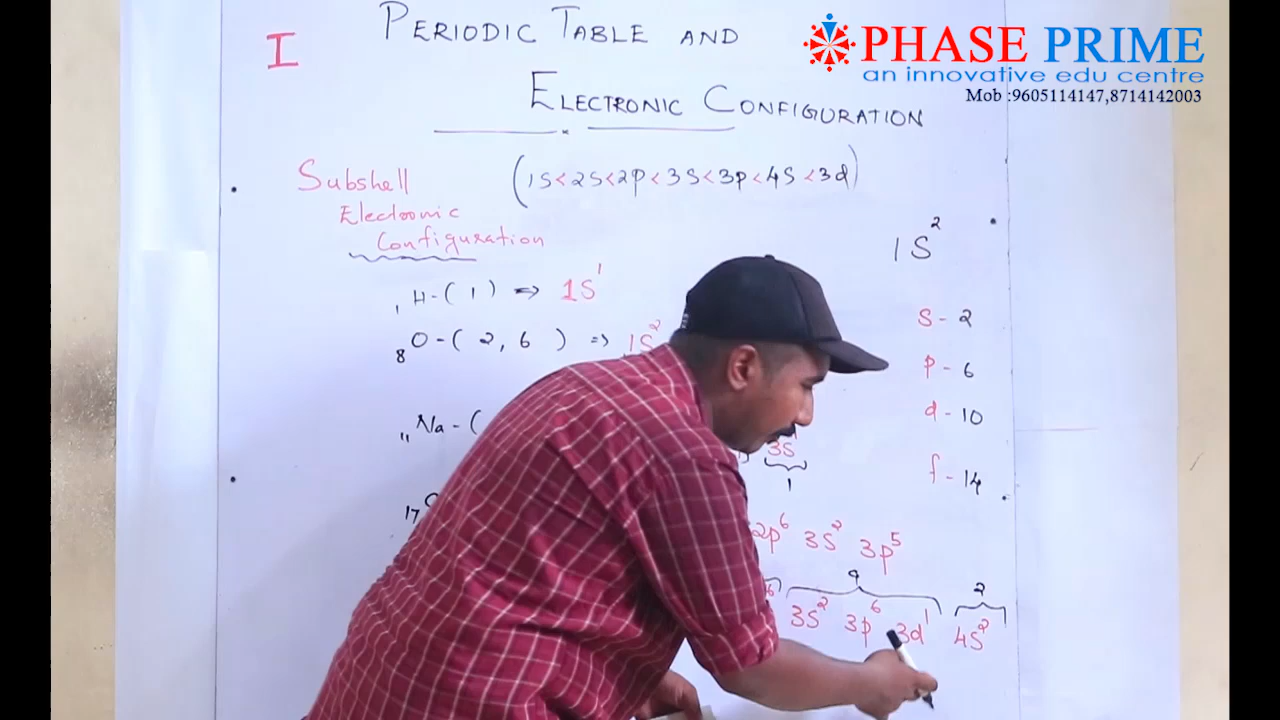 PHASE PRIME
an innovative edu centre
Mob :9605114147,8714142003
I
PERIODIC TABLE AND
ELECTRONIC CONFIGURATION
Subshell
Electronic
Configuration
(1S<2S<2p<3S<3p<4S<3d)
1S²
₁H-(1) ⇒ 1S¹
S - 2
₈O-(2, 6) ⇒ 1S²
p - 6
d - 10
₁₁Na-(
3S
1
f - 14
17
2p⁶ 3S² 3p⁵
9
2
3S² 3p⁶ 3d¹ 4S²